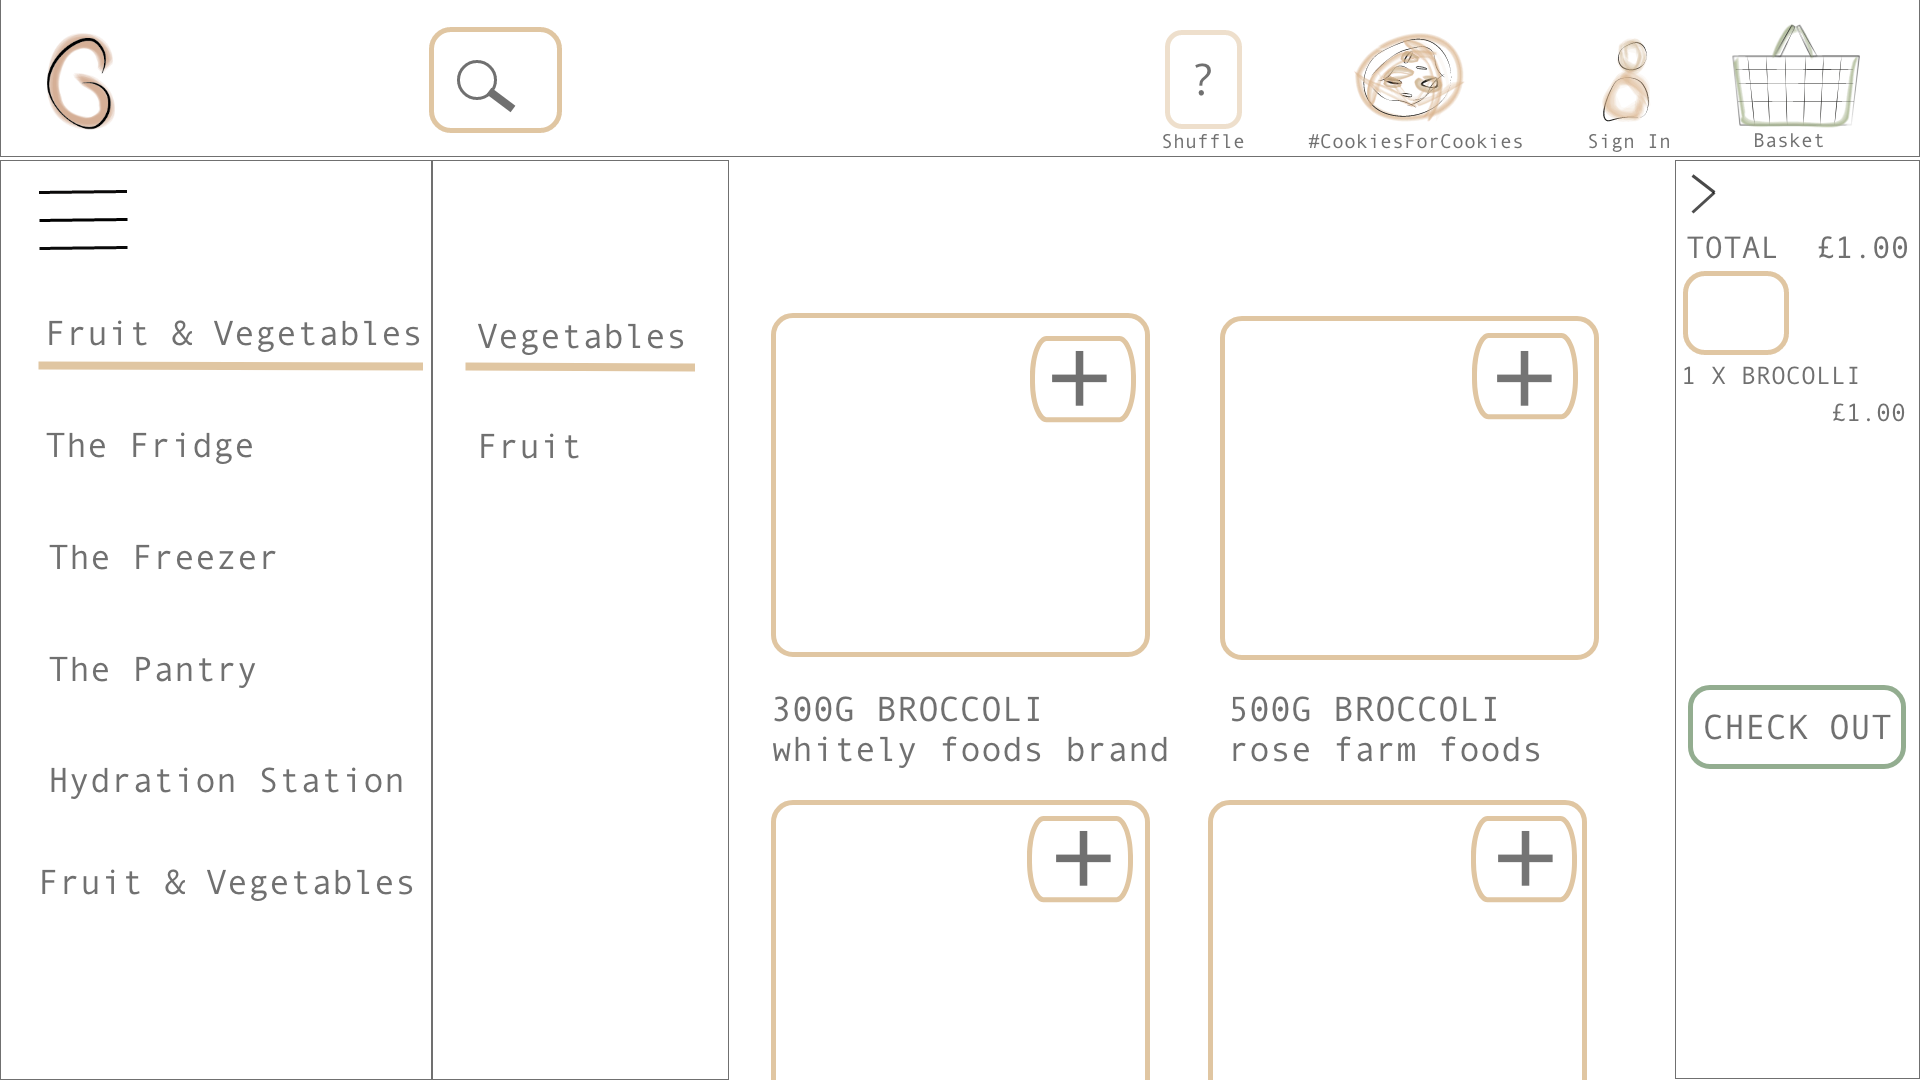 G
?
Shuffle
#CookiesForCookies
Sign In
Basket
Fruit & Vegetables
The Fridge
The Freezer
The Pantry
Hydration Station
Fruit & Vegetables
Vegetables
Fruit
300G BROCCOLI
whitely foods brand
500G BROCCOLI
rose farm foods
TOTAL £1.00
1 X BROCOLLI
£1.00
CHECK OUT